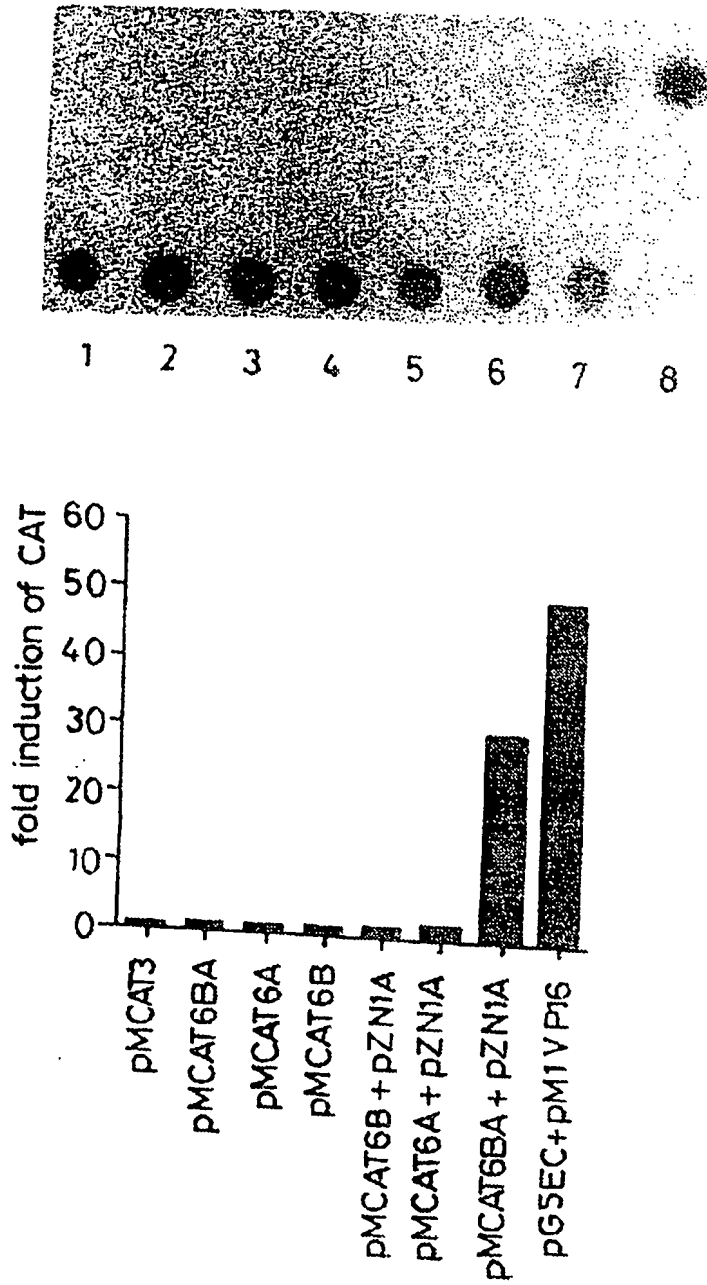 1 2 3 4 5 6 7 8
fold induction of CAT
60
50
40
30
20
10
0
pMCAT3
pMCAT6BA
pMCAT6A
pMCAT6B
pMCAT6B + pZN1A
pMCAT6A + pZN1A
pMCAT6BA + pZN1A
pG5EC+pM1VP16